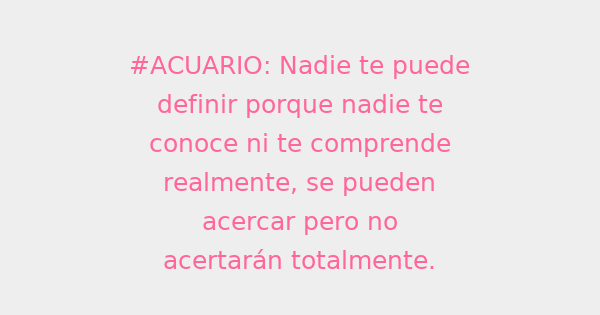 #ACUARIO: Nadie te puede
definir porque nadie te
conoce ni te comprende
realmente, se pueden
acercar pero no
acertarán totalmente.